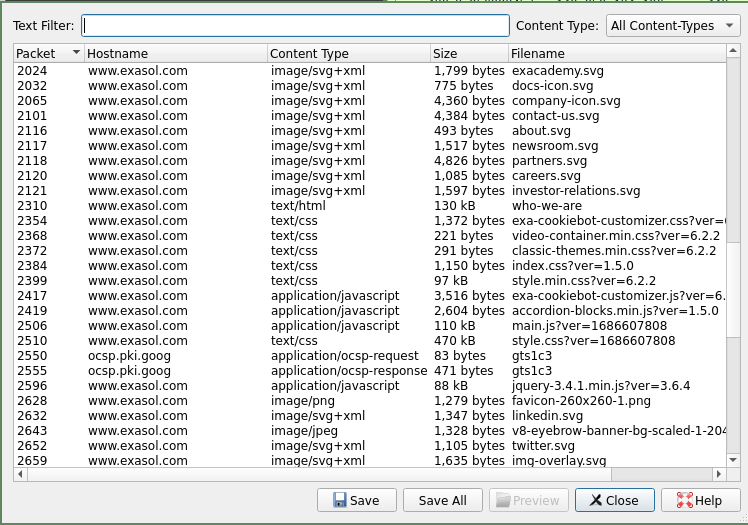 Text Filter: Content Type: All Content-Types
Packet Hostname Content Type Size Filename
2024 www.exasol.com image/svg+xml 1,799 bytes exacademy.svg
2032 www.exasol.com image/svg+xml 775 bytes docs-icon.svg
2065 www.exasol.com image/svg+xml 4,360 bytes company-icon.svg
2101 www.exasol.com image/svg+xml 4,384 bytes contact-us.svg
2116 www.exasol.com image/svg+xml 493 bytes about.svg
2117 www.exasol.com image/svg+xml 1,517 bytes newsroom.svg
2118 www.exasol.com image/svg+xml 4,826 bytes partners.svg
2120 www.exasol.com image/svg+xml 1,085 bytes careers.svg
2121 www.exasol.com image/svg+xml 1,597 bytes investor-relations.svg
2310 www.exasol.com text/html 130 kB who-we-are
2354 www.exasol.com text/css 1,372 bytes exa-cookiebot-customizer.css?ver=
2368 www.exasol.com text/css 221 bytes video-container.min.css?ver=6.2.2
2372 www.exasol.com text/css 291 bytes classic-themes.min.css?ver=6.2.2
2384 www.exasol.com text/css 1,150 bytes index.css?ver=1.5.0
2399 www.exasol.com text/css 97 kB style.min.css?ver=6.2.2
2417 www.exasol.com application/javascript 3,516 bytes exa-cookiebot-customizer.js?ver=6.
2419 www.exasol.com application/javascript 2,604 bytes accordion-blocks.min.js?ver=1.5.0
2506 www.exasol.com application/javascript 110 kB main.js?ver=1686607808
2510 www.exasol.com text/css 470 kB style.css?ver=1686607808
2550 ocsp.pki.goog application/ocsp-request 83 bytes gts1c3
2555 ocsp.pki.goog application/ocsp-response 471 bytes gts1c3
2596 www.exasol.com application/javascript 88 kB jquery-3.4.1.min.js?ver=3.6.4
2628 www.exasol.com image/png 1,279 bytes favicon-260x260-1.png
2632 www.exasol.com image/svg+xml 1,347 bytes linkedin.svg
2643 www.exasol.com image/jpeg 1,328 bytes v8-eyebrow-banner-bg-scaled-1-204
2652 www.exasol.com image/svg+xml 1,105 bytes twitter.svg
2659 www.exasol.com image/svg+xml 1,635 bytes img-overlay.svg
Save Save All Preview Close Help